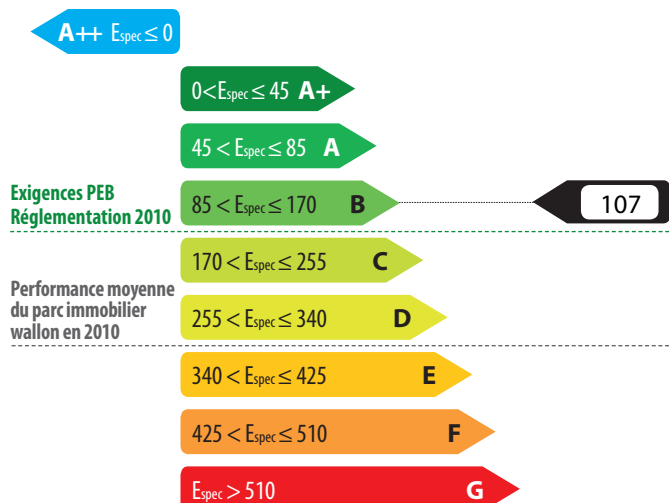 A++ Espec ≤ 0
0<Espec ≤ 45 A+
45 < Espec ≤ 85 A
Exigences PEB
Réglementation 2010
85 < Espec ≤ 170 B
107
170 < Espec ≤ 255 C
Performance moyenne
du parc immobilier
wallon en 2010
255 < Espec ≤ 340 D
340 < Espec ≤ 425 E
425 < Espec ≤ 510 F
Espec > 510 G